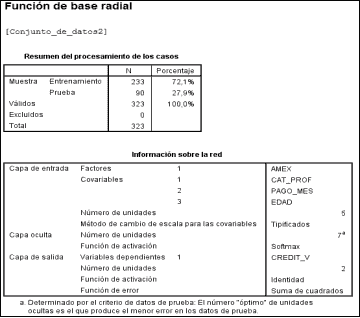 Función de base radial
[Conjunto_de_datos2]
Resumen del procesamiento de los casos
N Porcentaje
Muestra Entrenamiento 233 72,1%
Prueba 90 27,9%
Válidos 323 100,0%
Excluidos 0
Total 323
Información sobre la red
Capa de entrada Factores 1 AMEX
Covariables 1 CAT_PROF
2 PAGO_MES
3 EDAD
Número de unidades 5
Método de cambio de escala para las covariables Tipificados
Capa oculta Número de unidades 7a
Función de activación Softmax
Capa de salida Variables dependientes 1 CREDIT_V
Número de unidades 2
Función de activación Identidad
Función de error Suma de cuadrados
a. Determinado por el criterio de datos de prueba: El número "óptimo" de unidades
ocultas es el que produce el menor error en los datos de prueba.